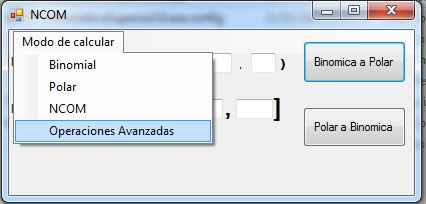 NCOM
Modo de calcular
Binomial
. )
Binomica a Polar
Polar
NCOM
, ]
Polar a Binomica
Operaciones Avanzadas